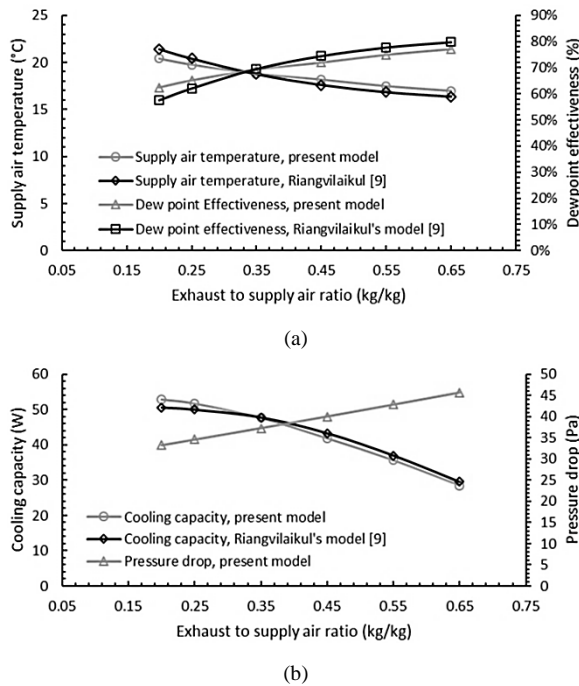 25
20
15
10
5
0
Supply air temperature (°C)
90%
80%
70%
60%
50%
40%
30%
20%
10%
0%
Dewpoint effectiveness (%)
Supply air temperature, present model
Supply air temperature, Riangvilaikul [9]
Dew point Effectiveness, present model
Dew point effectiveness, Riangvilaikul's model [9]
0.05 0.15 0.25 0.35 0.45 0.55 0.65 0.75
Exhaust to supply air ratio (kg/kg)
(a)
60
50
40
30
20
10
0
Cooling capacity (W)
50
45
40
35
30
25
20
15
10
5
0
Pressure drop (Pa)
Cooling capacity, present model
Cooling capacity, Riangvilaikul's model [9]
Pressure drop, present model
0.05 0.15 0.25 0.35 0.45 0.55 0.65 0.75
Exhaust to supply air ratio (kg/kg)
(b)